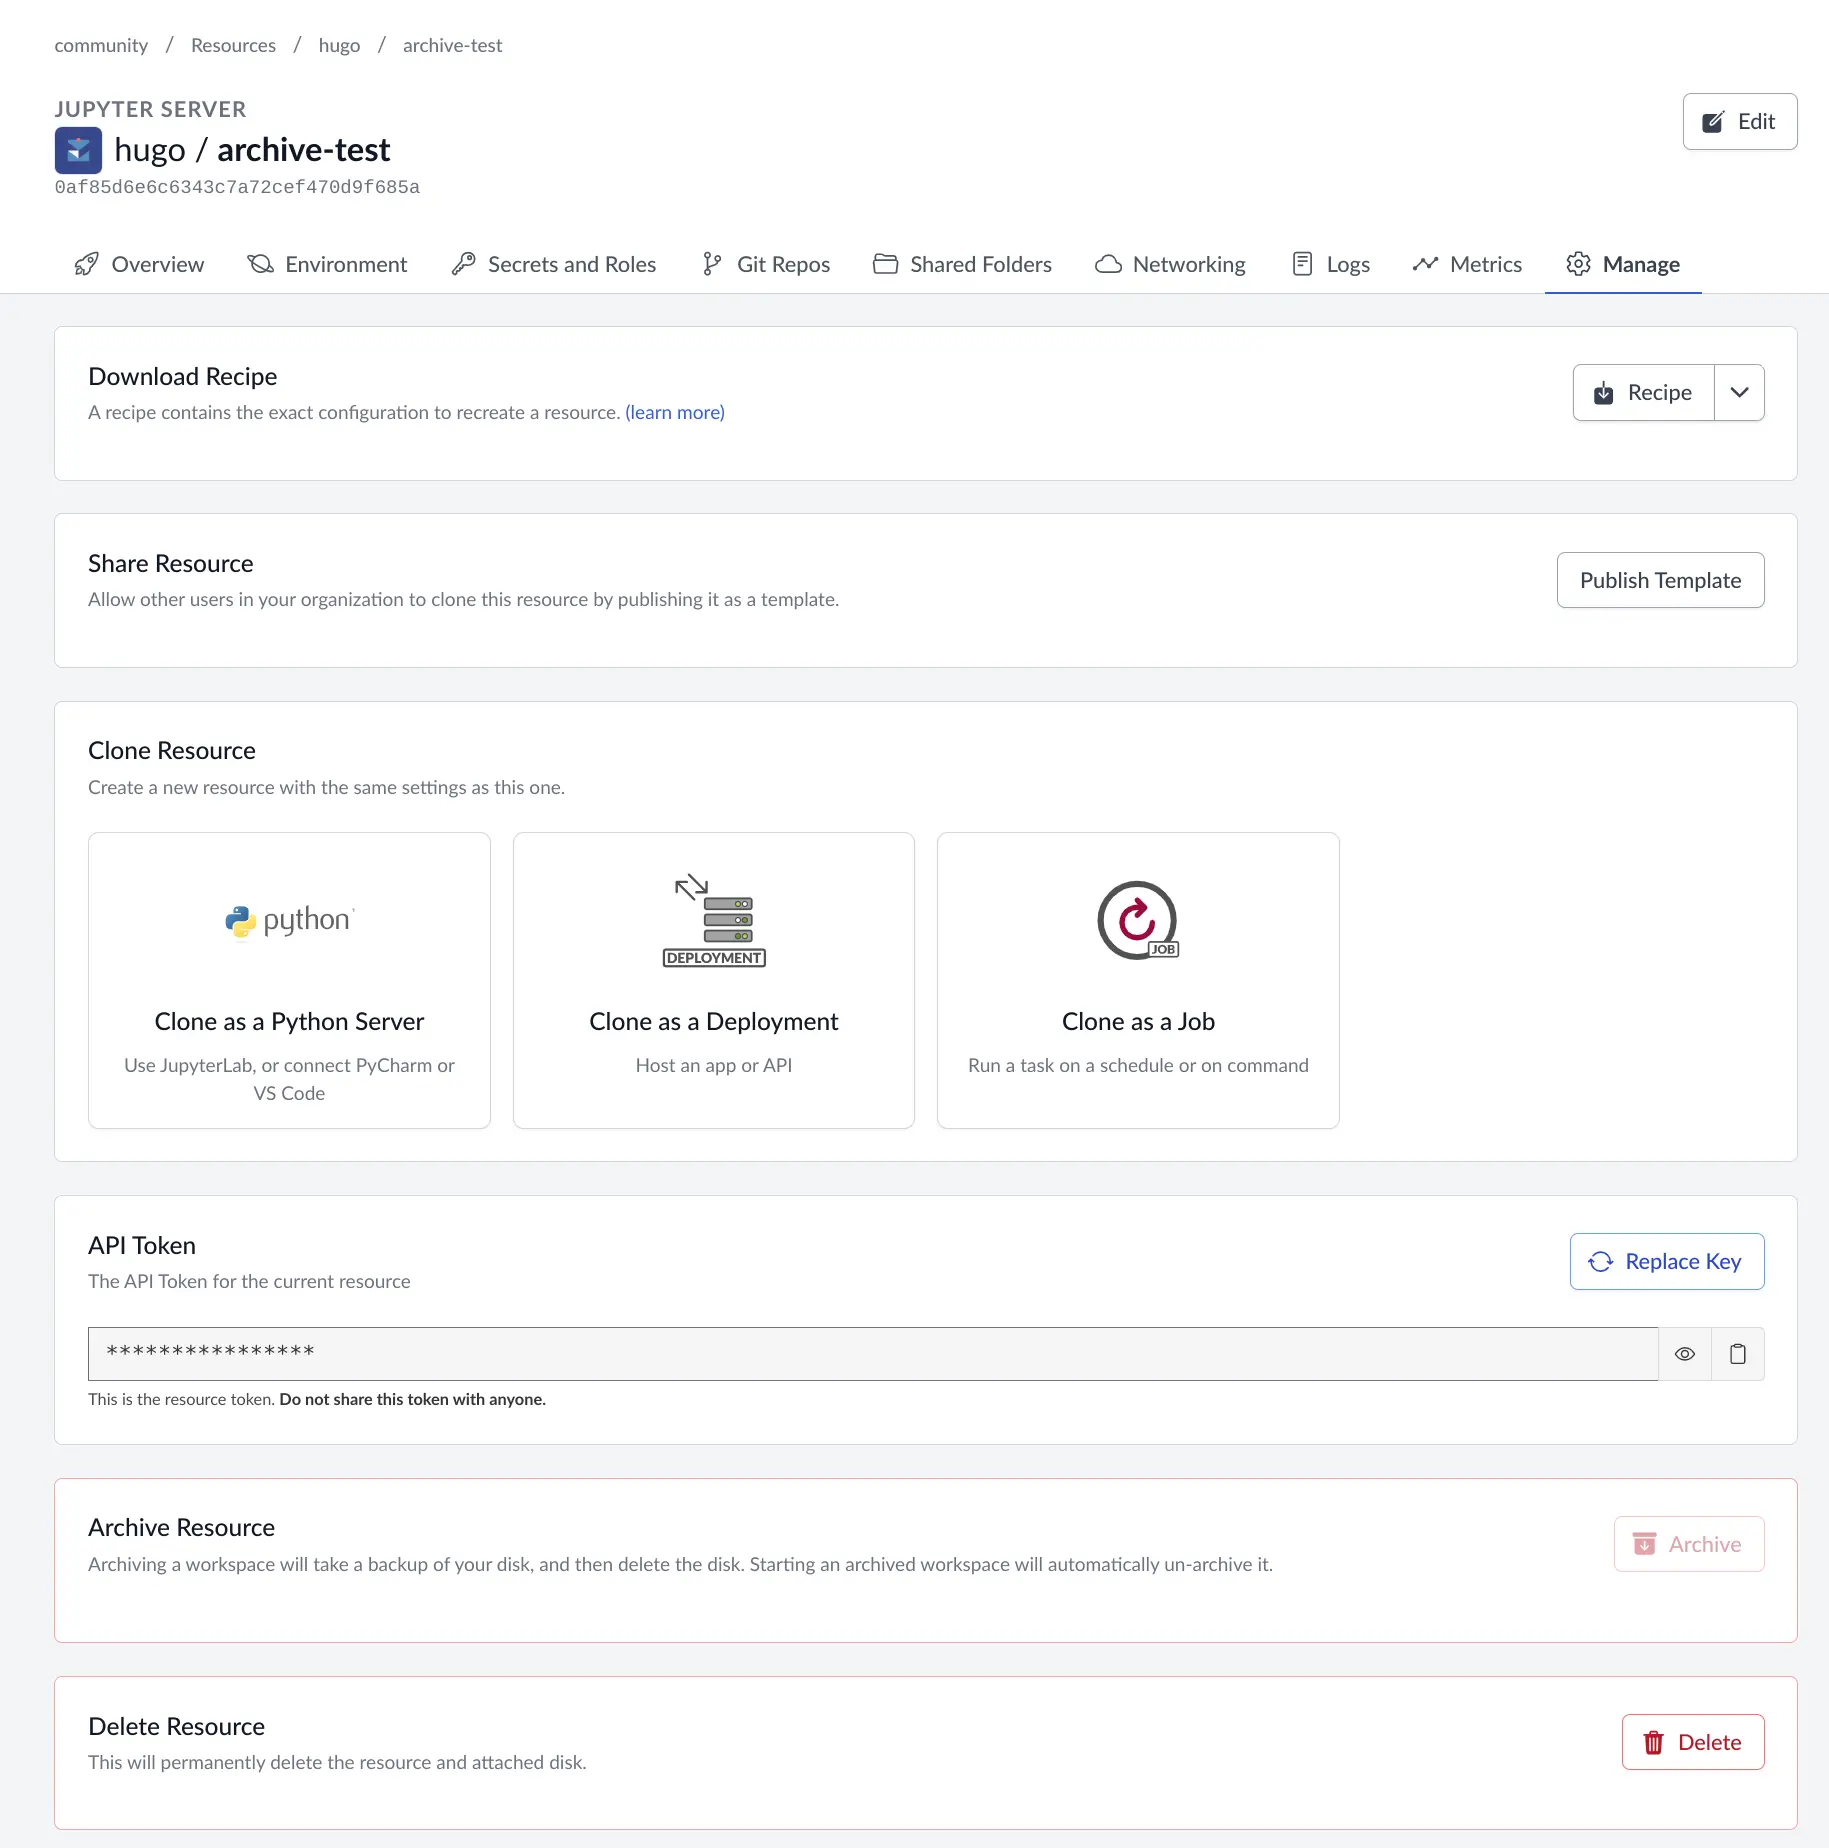 community / Resources / hugo / archive-test
JUPYTER SERVER
hugo / archive-test
0af85d6e6c6343c7a72cef470d9f685a
Edit
Overview
Environment
Secrets and Roles
Git Repos
Shared Folders
Networking
Logs
Metrics
Manage
Download Recipe
A recipe contains the exact configuration to recreate a resource. (learn more)
Recipe
Share Resource
Allow other users in your organization to clone this resource by publishing it as a template.
Publish Template
Clone Resource
Create a new resource with the same settings as this one.
python
Clone as a Python Server
Use JupyterLab, or connect PyCharm or
VS Code
DEPLOYMENT
Clone as a Deployment
Host an app or API
JOB
Clone as a Job
Run a task on a schedule or on command
API Token
The API Token for the current resource
Replace Key
****************
This is the resource token. Do not share this token with anyone.
Archive Resource
Archiving a workspace will take a backup of your disk, and then delete the disk. Starting an archived workspace will automatically un-archive it.
Archive
Delete Resource
This will permanently delete the resource and attached disk.
Delete